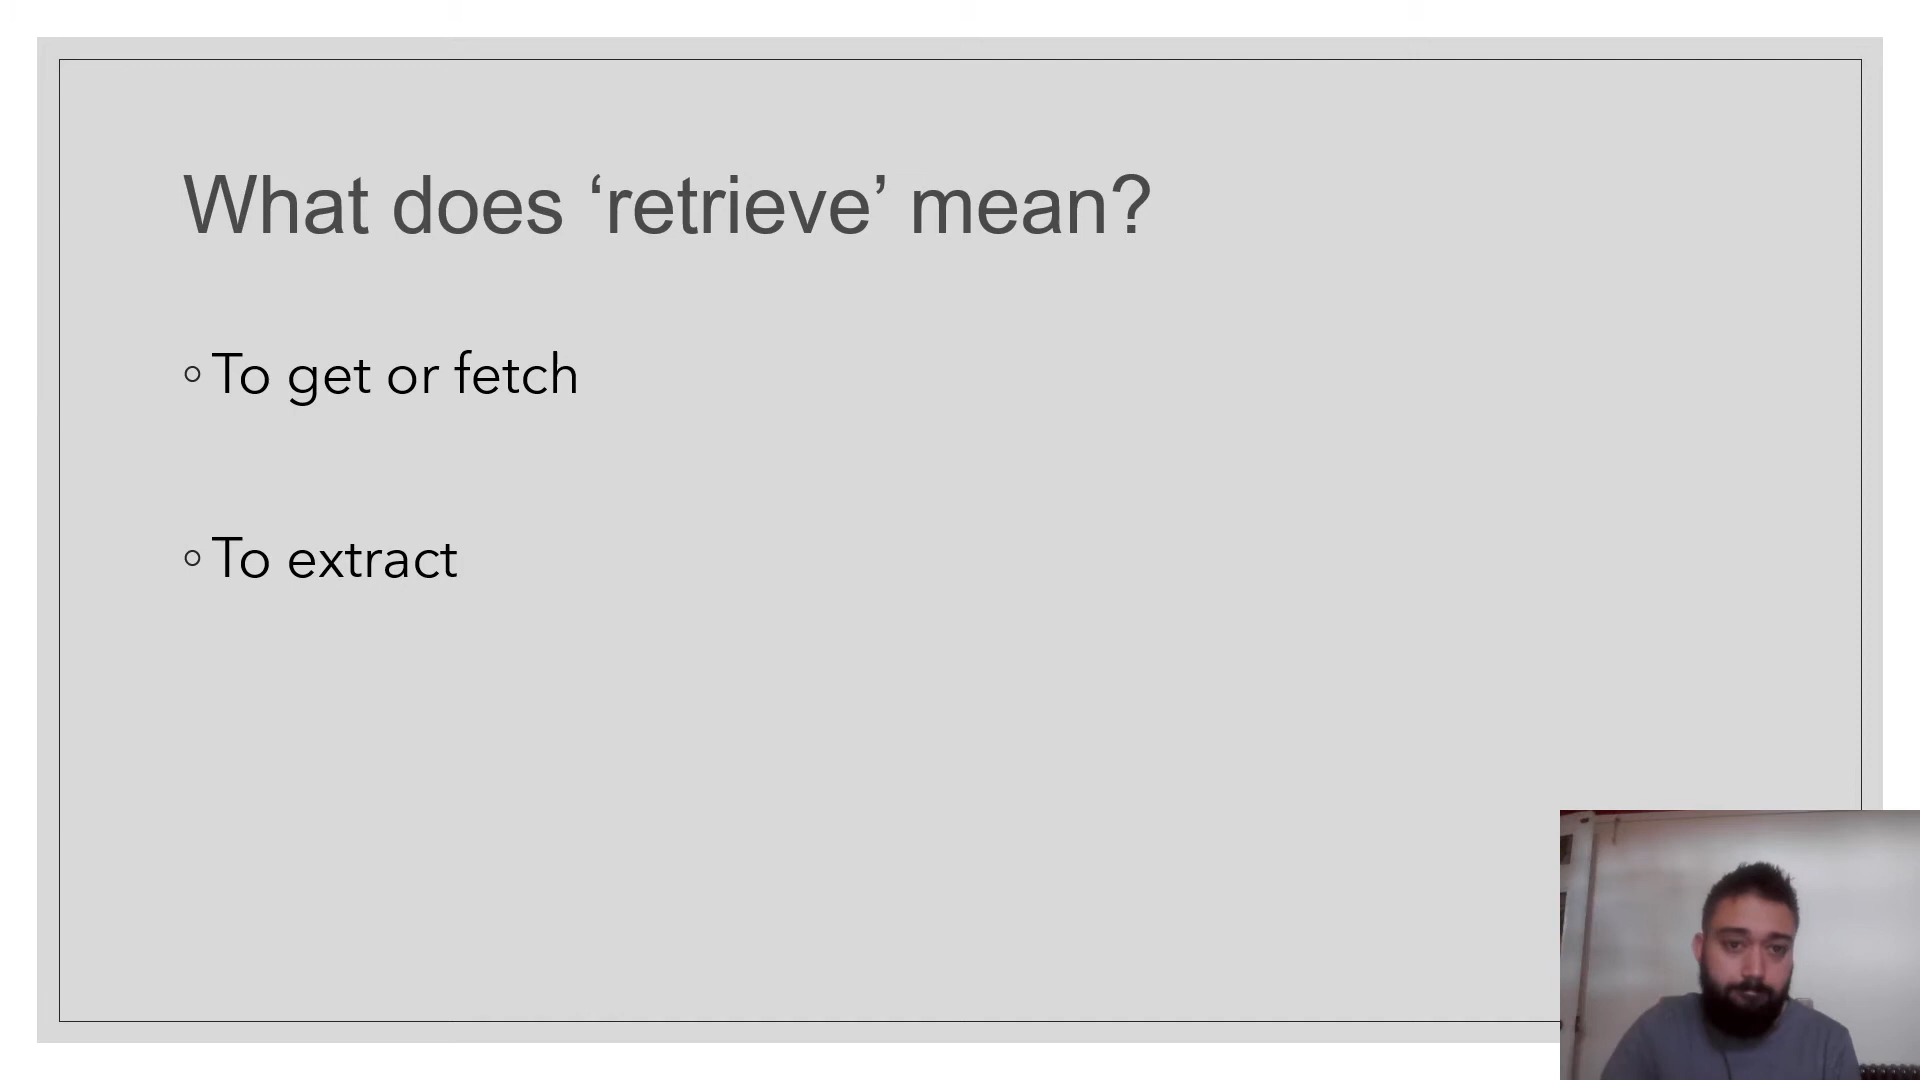 What does ‘retrieve’ mean?
To get or fetch
To extract